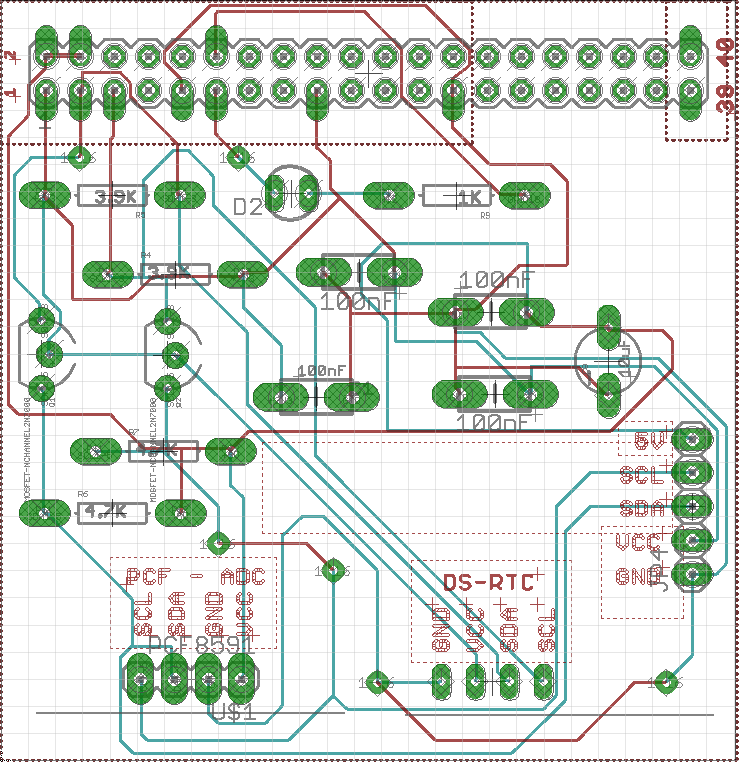 2
1
39 40
3.9K
R5
D2
1K
R9
R4
3.9K
100nF
100nF
100nF
100nF
10uF
MOSFET-NCHANNEL2N7000
MOSFET-NCHANNEL2N7000
R7
R6
4.7K
5V
SCL
SDA
VCC
GND
JP4
PCF - ADC
SCL
SDA
GND
VCC
PCF8591
U$1
DS-RTC
GND
VCC
SDA
SCL